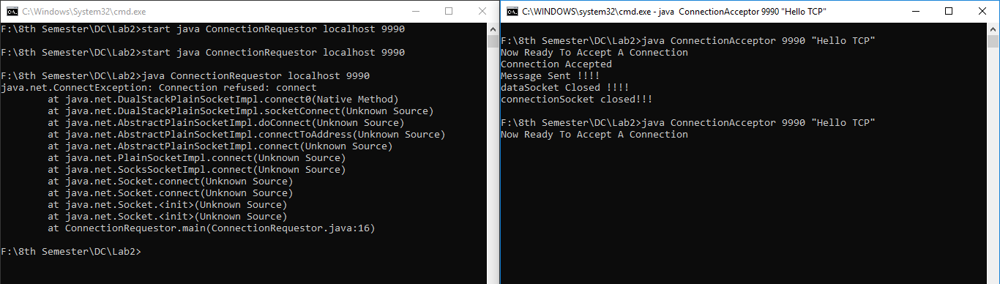 C:\Windows\System32\cmd.exe
F:\8th Semester\DC\Lab2>start java ConnectionRequestor localhost 9990
F:\8th Semester\DC\Lab2>start java ConnectionRequestor localhost 9990
F:\8th Semester\DC\Lab2>java ConnectionRequestor localhost 9990
java.net.ConnectException: Connection refused: connect
at java.net.DualStackPlainSocketImpl.connect0(Native Method)
at java.net.DualStackPlainSocketImpl.socketConnect(Unknown Source)
at java.net.AbstractPlainSocketImpl.doConnect(Unknown Source)
at java.net.AbstractPlainSocketImpl.connectToAddress(Unknown Source)
at java.net.AbstractPlainSocketImpl.connect(Unknown Source)
at java.net.PlainSocketImpl.connect(Unknown Source)
at java.net.SocksSocketImpl.connect(Unknown Source)
at java.net.Socket.connect(Unknown Source)
at java.net.Socket.connect(Unknown Source)
at java.net.Socket.<init>(Unknown Source)
at java.net.Socket.<init>(Unknown Source)
at ConnectionRequestor.main(ConnectionRequestor.java:16)
F:\8th Semester\DC\Lab2>
C:\WINDOWS\system32\cmd.exe - java  ConnectionAcceptor 9990 "Hello TCP"
F:\8th Semester\DC\Lab2>java ConnectionAcceptor 9990 "Hello TCP"
Now Ready To Accept A Connection
Connection Accepted
Message Sent !!!!
dataSocket Closed !!!!
connectionSocket closed!!!
F:\8th Semester\DC\Lab2>java ConnectionAcceptor 9990 "Hello TCP"
Now Ready To Accept A Connection